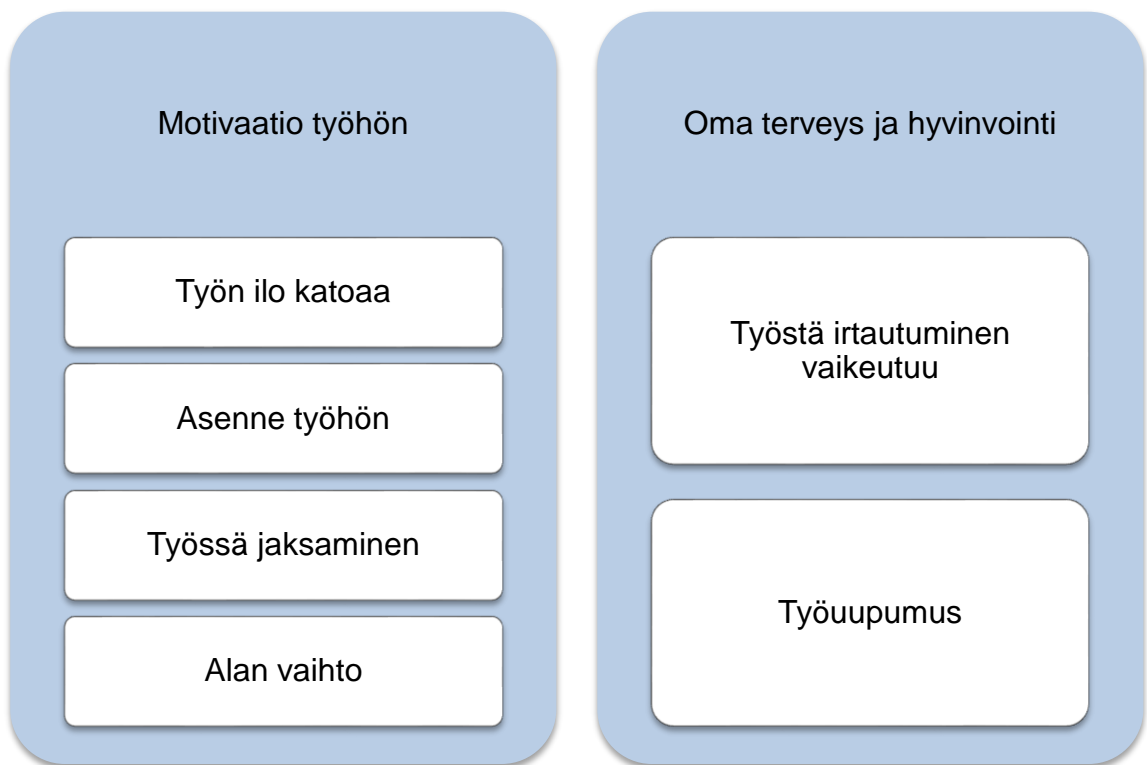 Motivaatio työhön
Työn ilo katoaa
Asenne työhön
Työssä jaksaminen
Alan vaihto
Oma terveys ja hyvinvointi
Työstä irtautuminen
vaikeutuu
Työuupumus